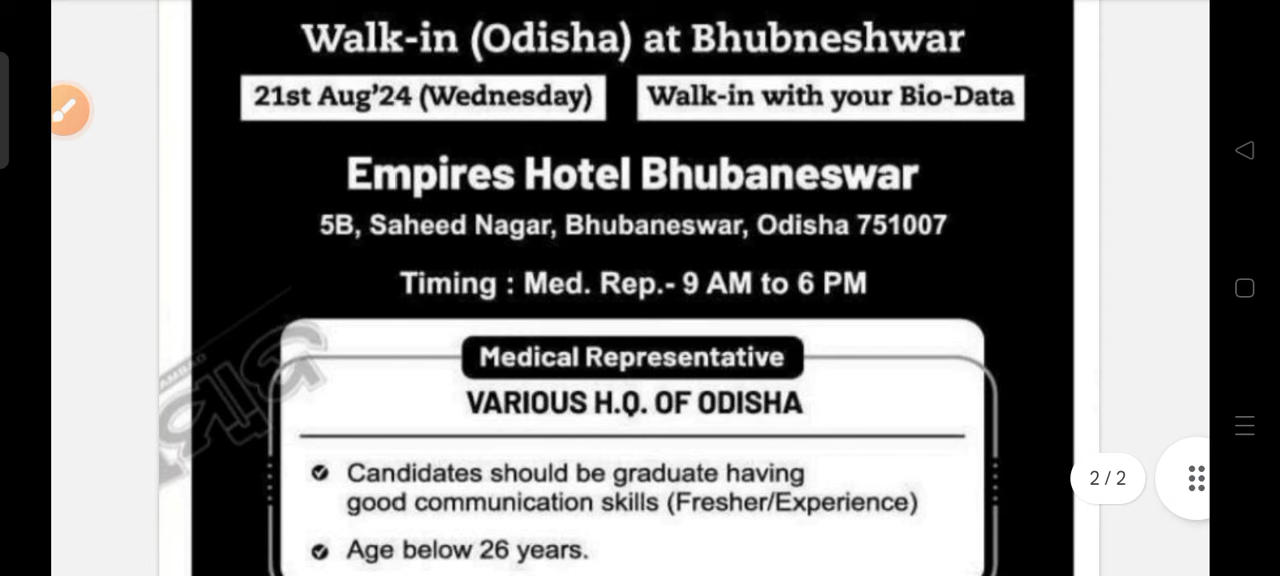 Walk-in (Odisha) at Bhubneshwar
21st Aug'24 (Wednesday) Walk-in with your Bio-Data
Empires Hotel Bhubaneswar
5B, Saheed Nagar, Bhubaneswar, Odisha 751007
Timing : Med. Rep.- 9 AM to 6 PM
Medical Representative
VARIOUS H.Q. OF ODISHA
Candidates should be graduate having
good communication skills (Fresher/Experience)
Age below 26 years.
2 / 2